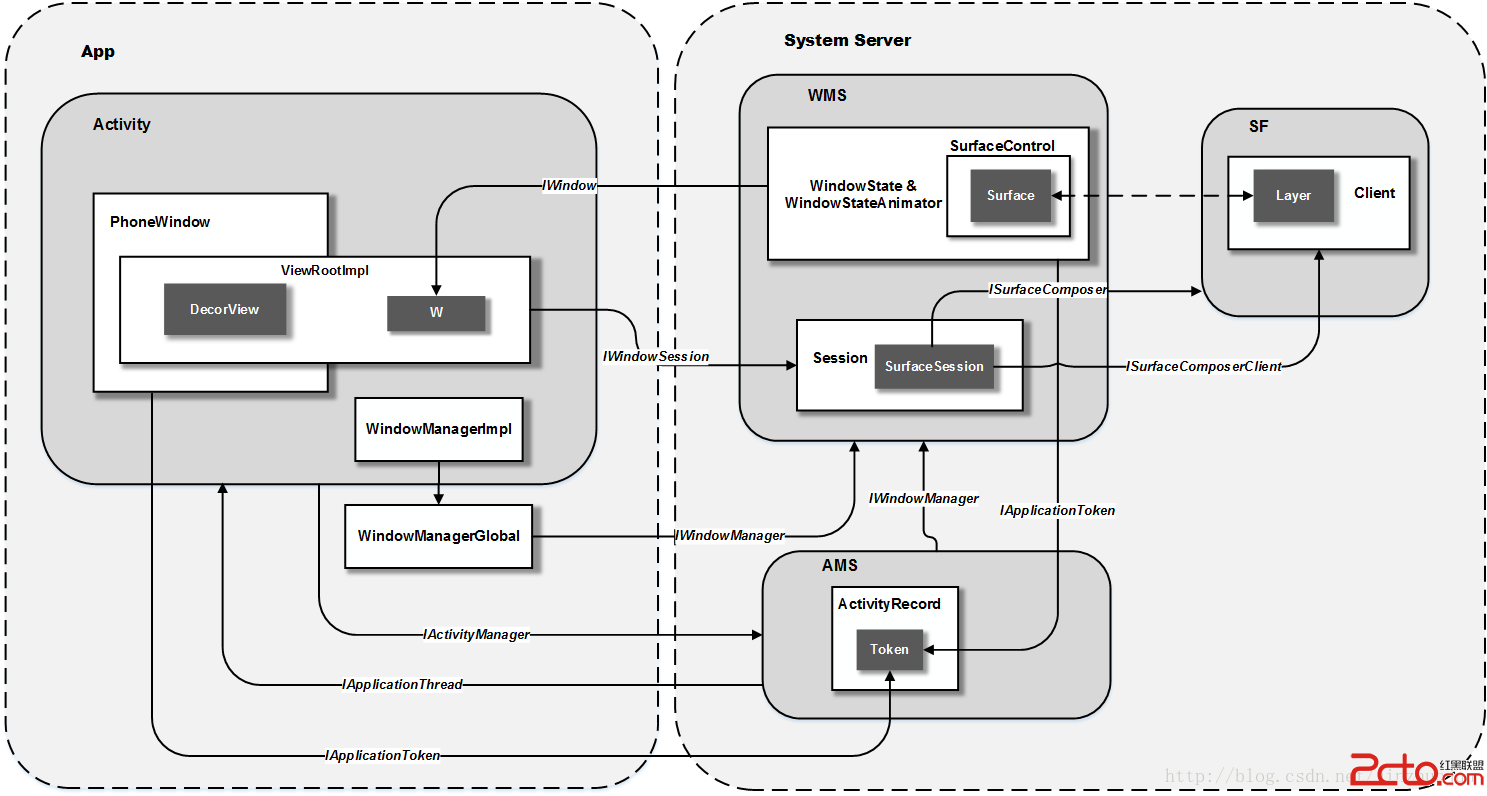 App
System Server
Activity
WMS
SF
PhoneWindow
ViewRootImpl
DecorView
W
WindowManagerImpl
WindowManagerGlobal
IWindow
IWindowSession
WindowState &
WindowStateAnimator
SurfaceControl
Surface
Layer
Client
ISurfaceComposer
Session
SurfaceSession
ISurfaceComposerClient
IWindowManager
IWindowManager
IApplicationToken
AMS
ActivityRecord
Token
IActivityManager
IApplicationThread
IApplicationToken
http://blog.csdn.net/
2cto.com
红黑联盟